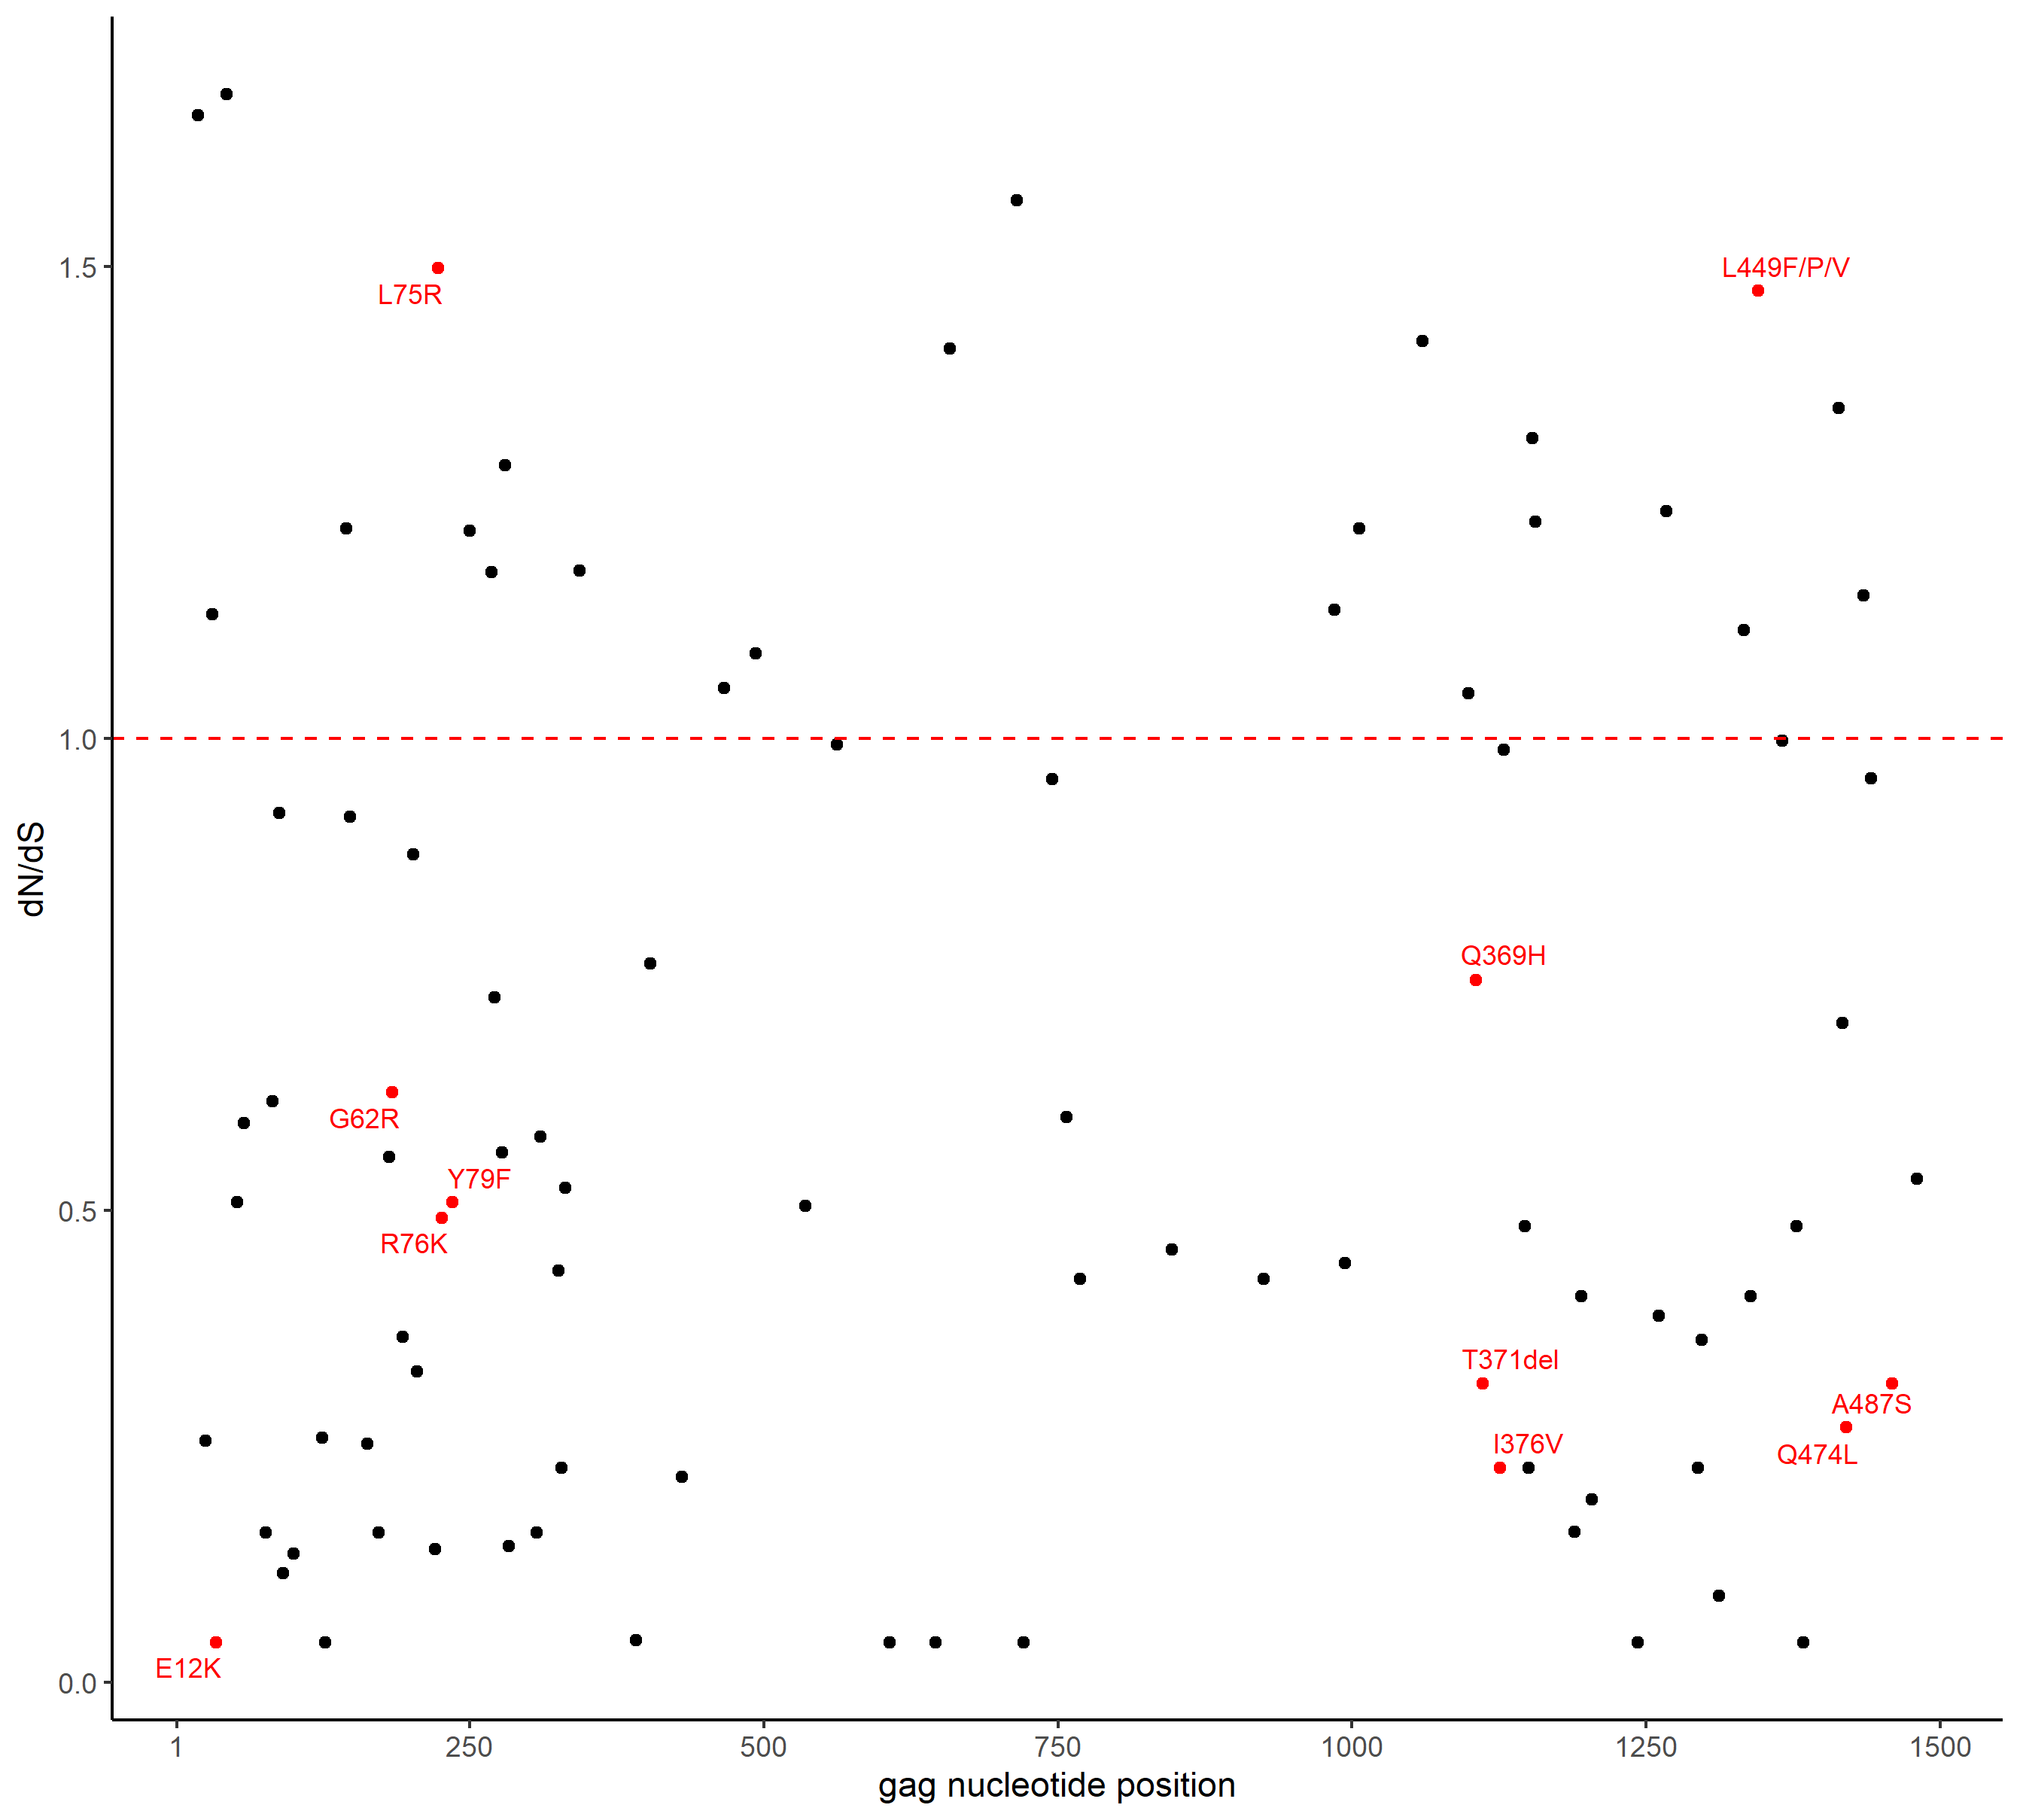 1.5
L75R
L449F/P/V
1.0
dN/dS
Q369H
G62R
Y79F
0.5
R76K
T371del
A487S
I376V
Q474L
E12K
0.0
1 250 500 750 1000 1250 1500
gag nucleotide position